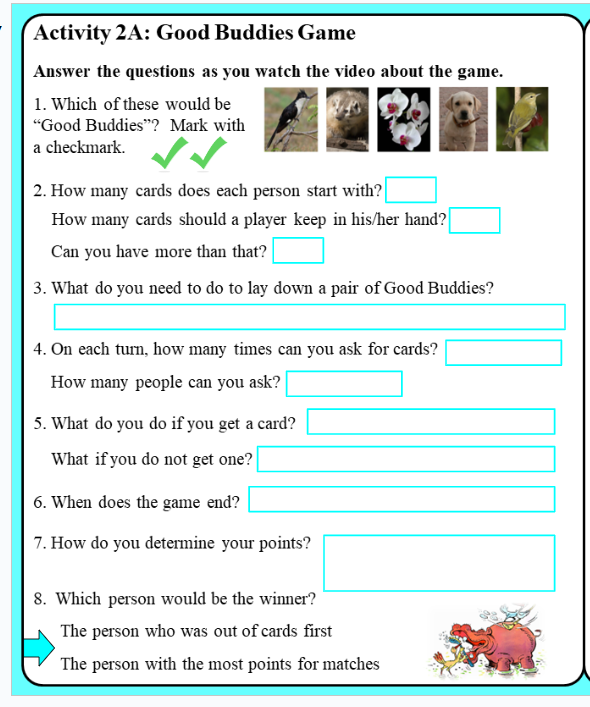 Activity 2A: Good Buddies Game
Answer the questions as you watch the video about the game.
1. Which of these would be
“Good Buddies”? Mark with
a checkmark.
2. How many cards does each person start with?
How many cards should a player keep in his/her hand?
Can you have more than that?
3. What do you need to do to lay down a pair of Good Buddies?
4. On each turn, how many times can you ask for cards?
How many people can you ask?
5. What do you do if you get a card?
What if you do not get one?
6. When does the game end?
7. How do you determine your points?
8. Which person would be the winner?
The person who was out of cards first
The person with the most points for matches